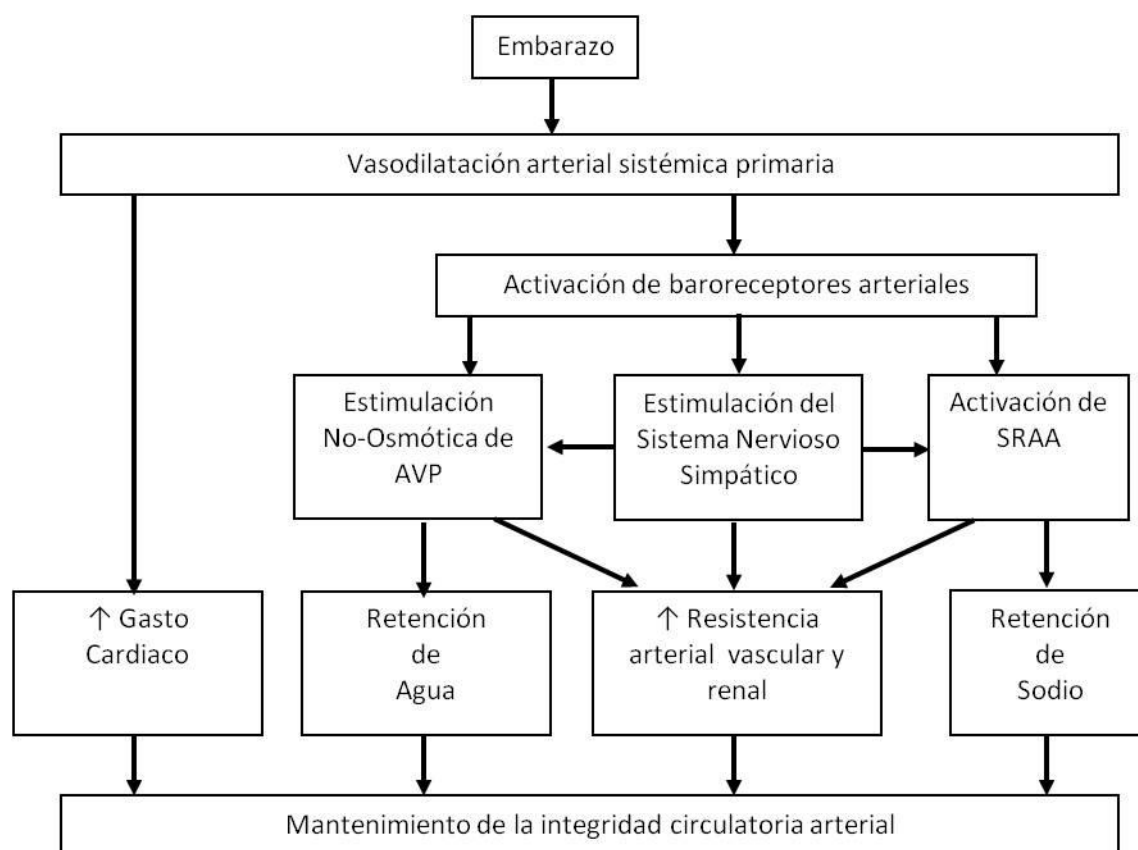 Embarazo
Vasodilatación arterial sistémica primaria
Activación de baroreceptores arteriales
Estimulación
No-Osmótica de
AVP
Estimulación del
Sistema Nervioso
Simpático
Activación de
SRAA
↑ Gasto
Cardiaco
Retención
de
Agua
↑ Resistencia
arterial vascular y
renal
Retención
de
Sodio
Mantenimiento de la integridad circulatoria arterial